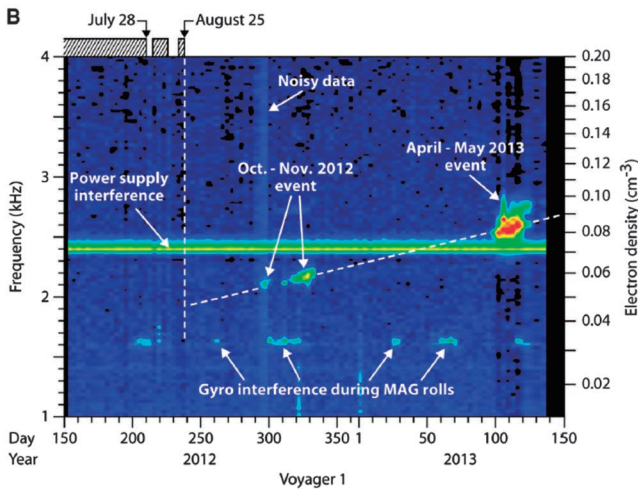 B
July 28
August 25
4
3
2
1
Frequency (kHz)
Noisy data
Oct. - Nov. 2012
event
April - May 2013
event
Power supply
interference
Gyro interference during MAG rolls
0.20
0.18
0.16
0.14
0.12
0.10
0.08
0.06
0.04
0.02
Electron density (cm⁻³)
Day 150 200 250 300 350 1 50 100 150
Year 2012 2013
Voyager 1